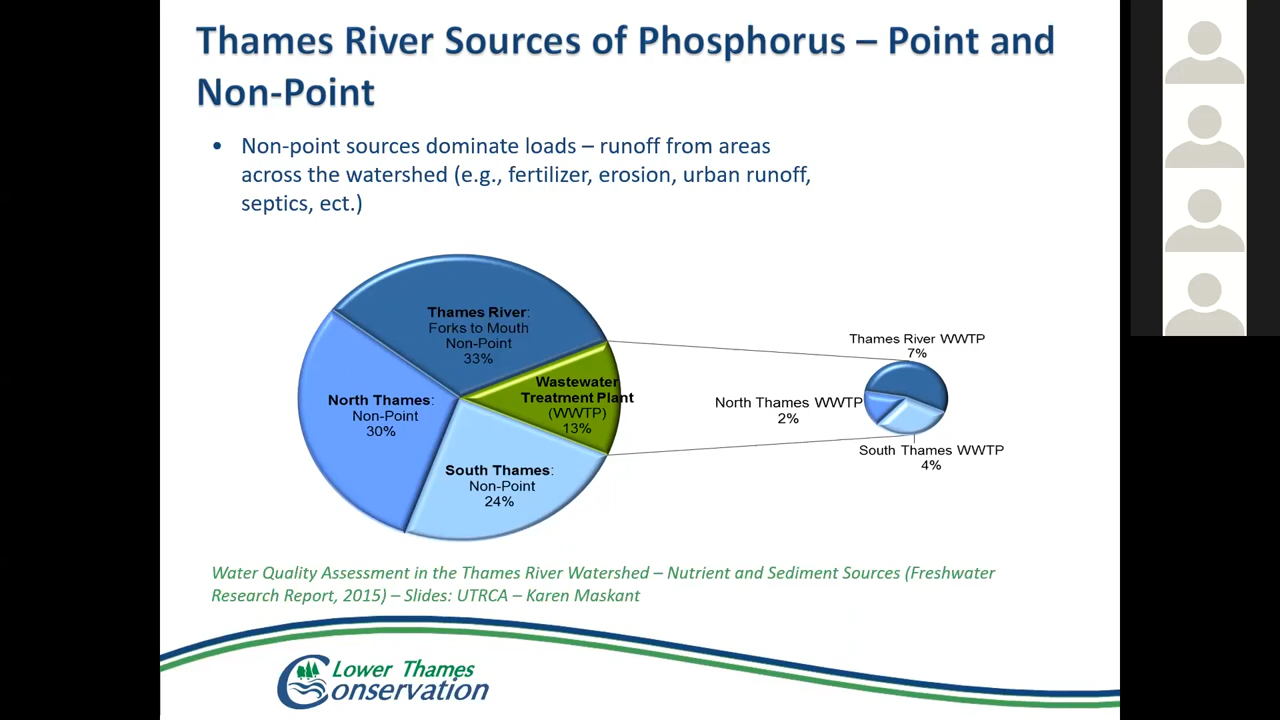 Thames River Sources of Phosphorus – Point and
Non-Point
• Non-point sources dominate loads – runoff from areas
across the watershed (e.g., fertilizer, erosion, urban runoff,
septics, ect.)
Thames River:
Forks to Mouth
Non-Point
33%
Wastewater
Treatment Plant
(WWTP)
13%
North Thames:
Non-Point
30%
South Thames:
Non-Point
24%
Thames River WWTP
7%
North Thames WWTP
2%
South Thames WWTP
4%
Water Quality Assessment in the Thames River Watershed – Nutrient and Sediment Sources (Freshwater
Research Report, 2015) – Slides: UTRCA – Karen Maskant
Lower Thames
Conservation